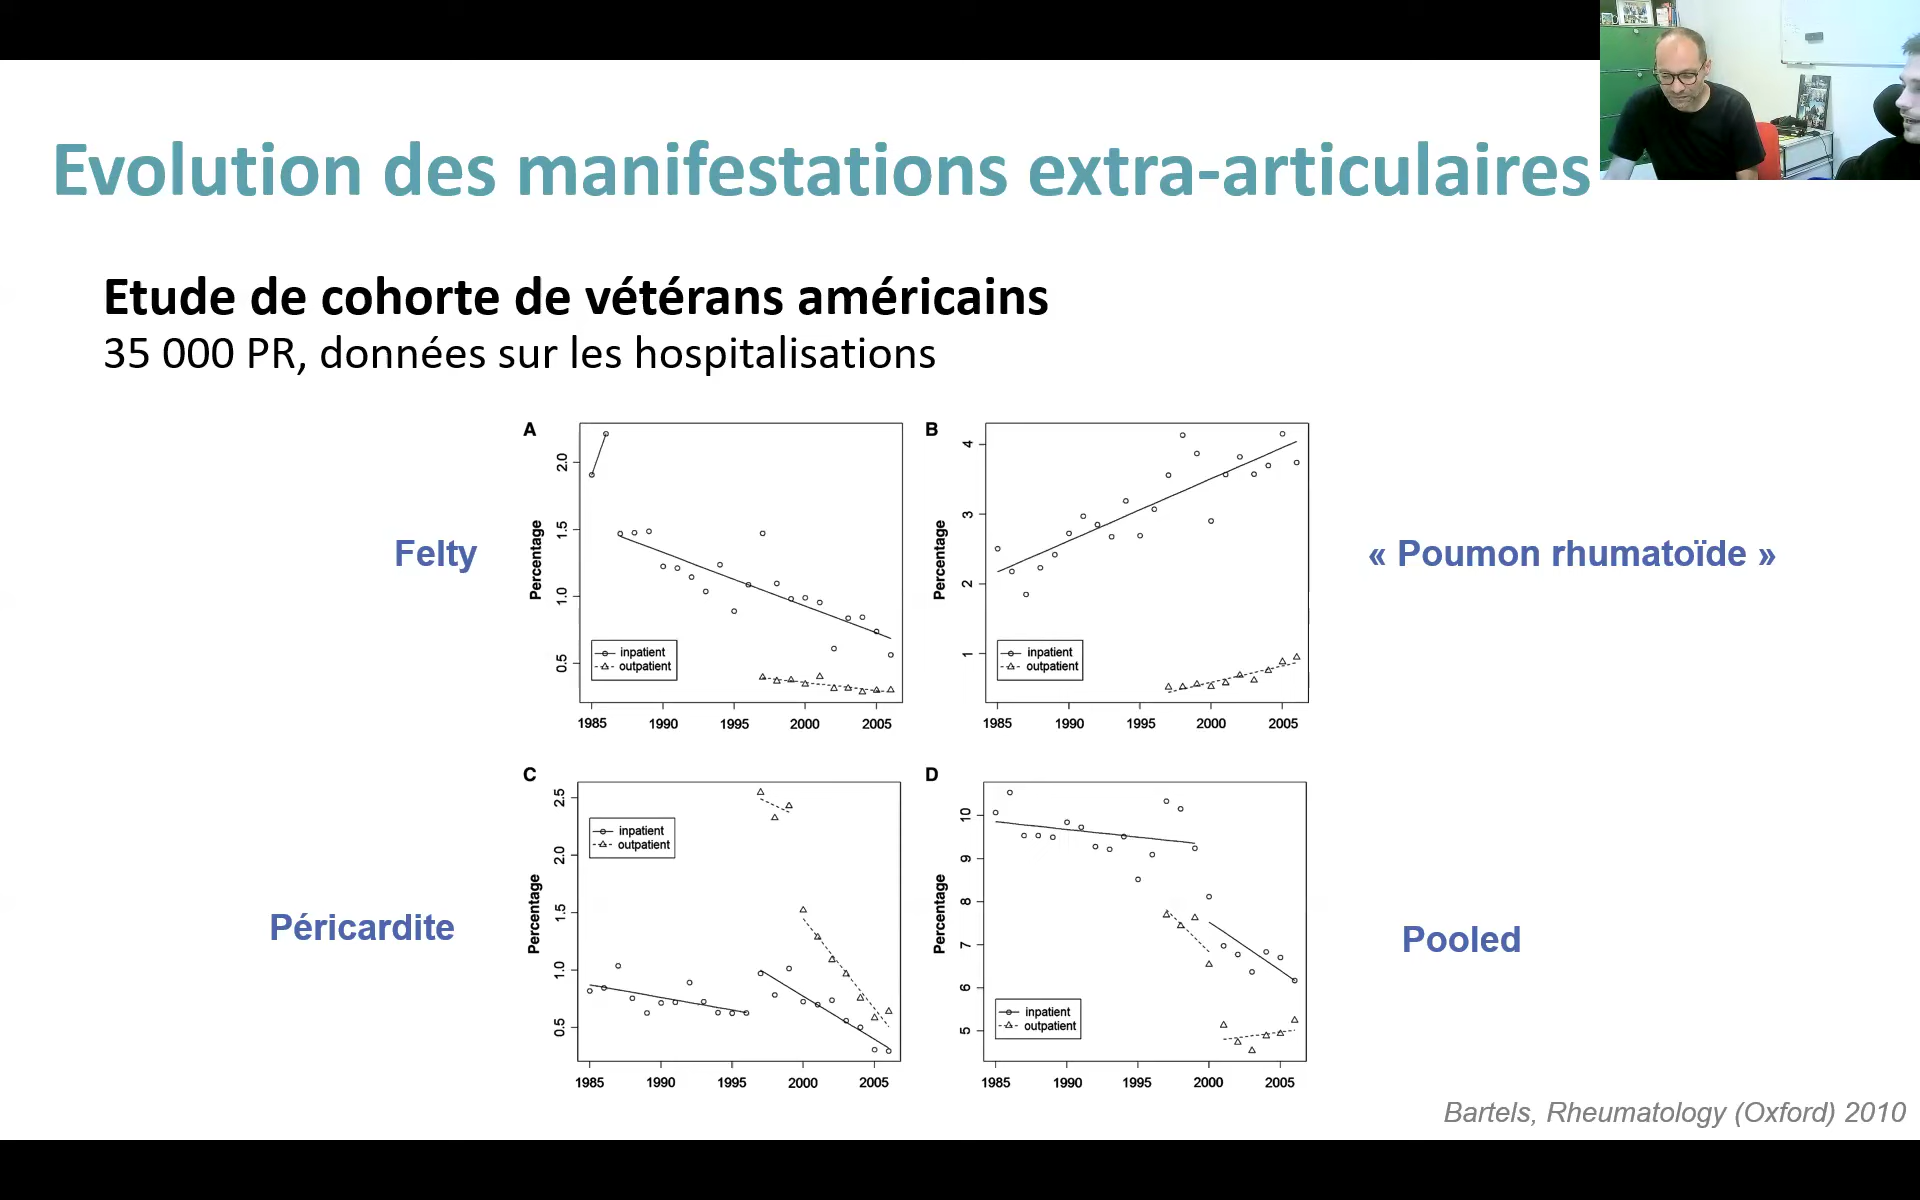 Evolution des manifestations extra-articulaires
Etude de cohorte de vétérans américains
35 000 PR, données sur les hospitalisations
Felty
A
Percentage
2.0
1.5
1.0
0.5
inpatient
outpatient
1985 1990 1995 2000 2005
B
Percentage
4
3
2
1
inpatient
outpatient
1985 1990 1995 2000 2005
« Poumon rhumatoïde »
Péricardite
C
Percentage
2.5
2.0
1.5
1.0
0.5
inpatient
outpatient
1985 1990 1995 2000 2005
D
Percentage
10
9
8
7
6
5
inpatient
outpatient
1985 1990 1995 2000 2005
Pooled
Bartels, Rheumatology (Oxford) 2010